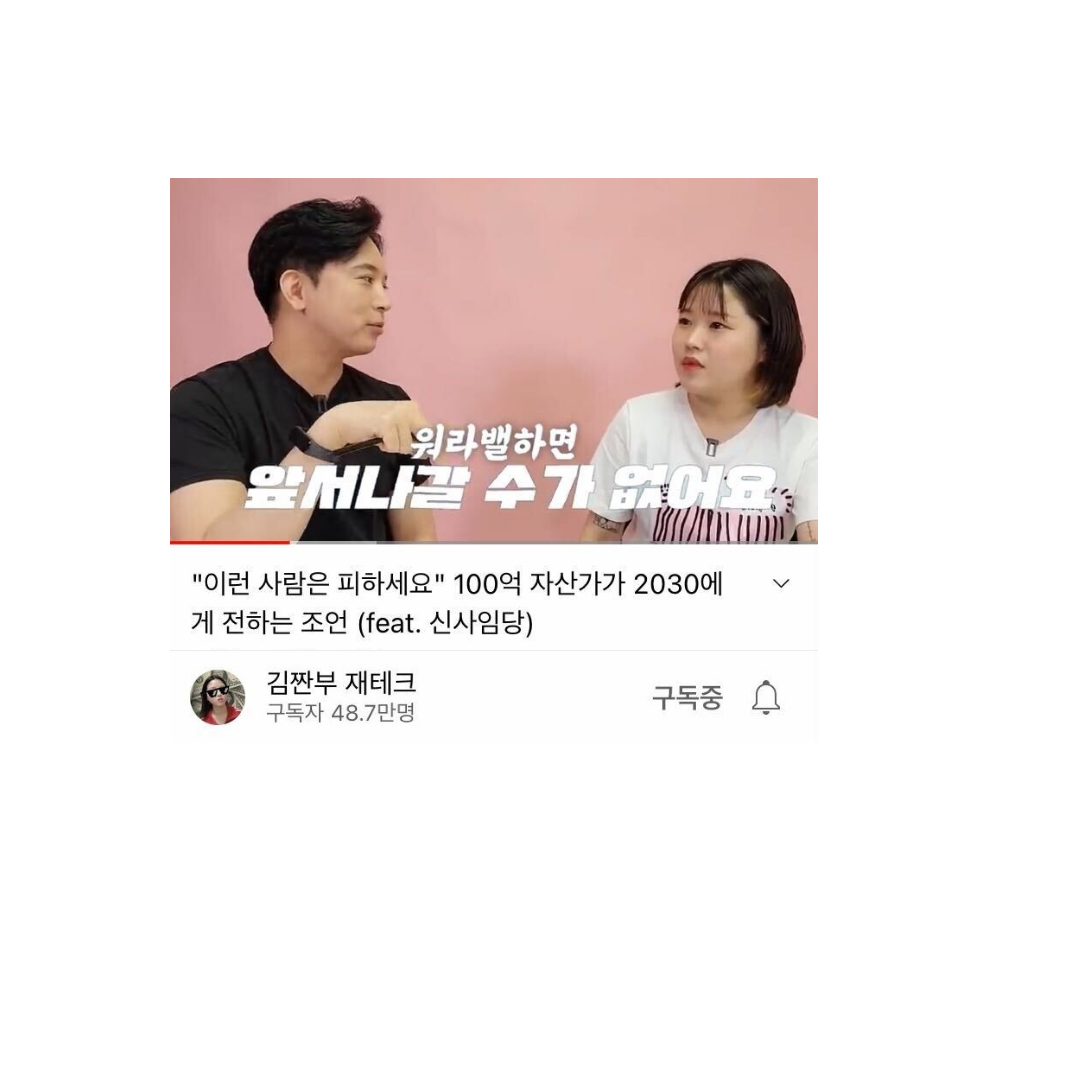 워라밸하면
앞서나갈 수가 없어요
"이런 사람은 피하세요" 100억 자산가가 2030에
게 전하는 조언 (feat. 신사임당)
김짠부 재테크
구독자 48.7만명
구독중